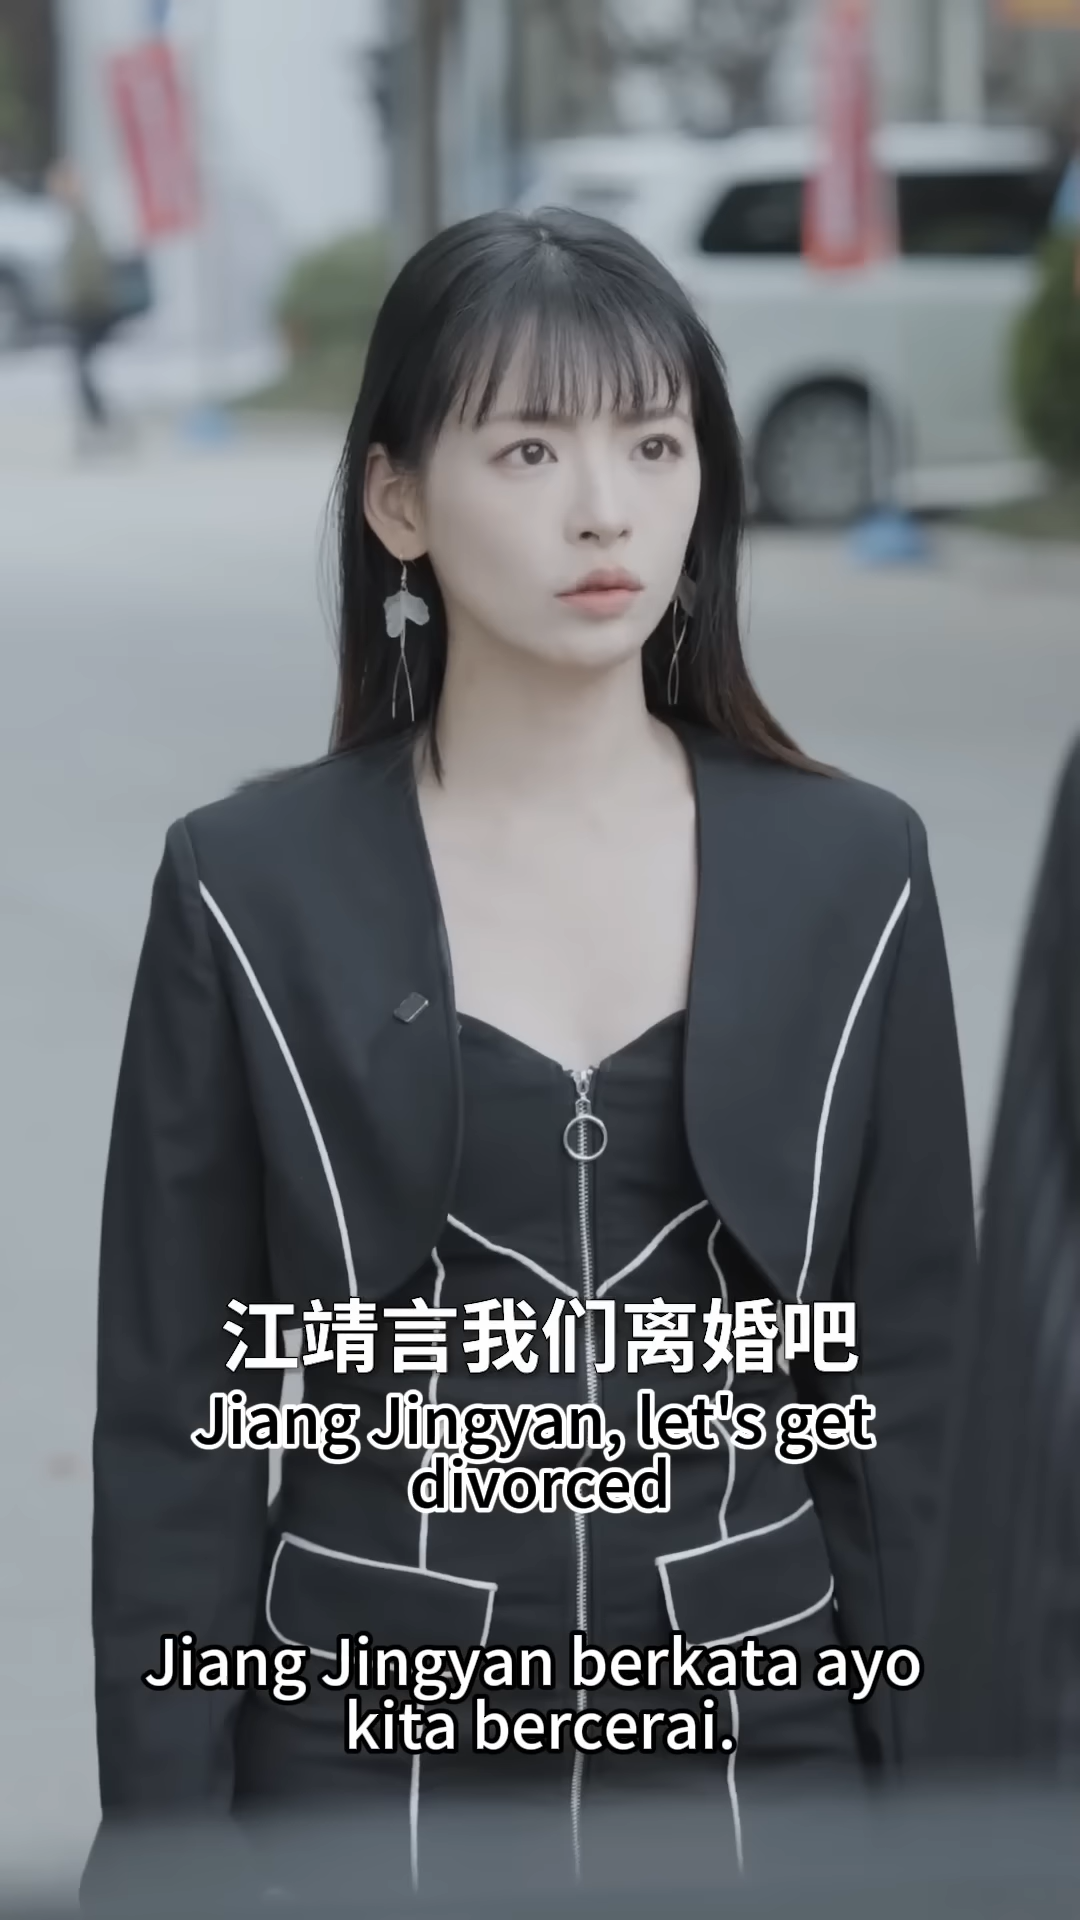 江靖言我们离婚吧
Jiang Jingyan, let's get
divorced
Jiang Jingyan berkata ayo
kita bercerai.